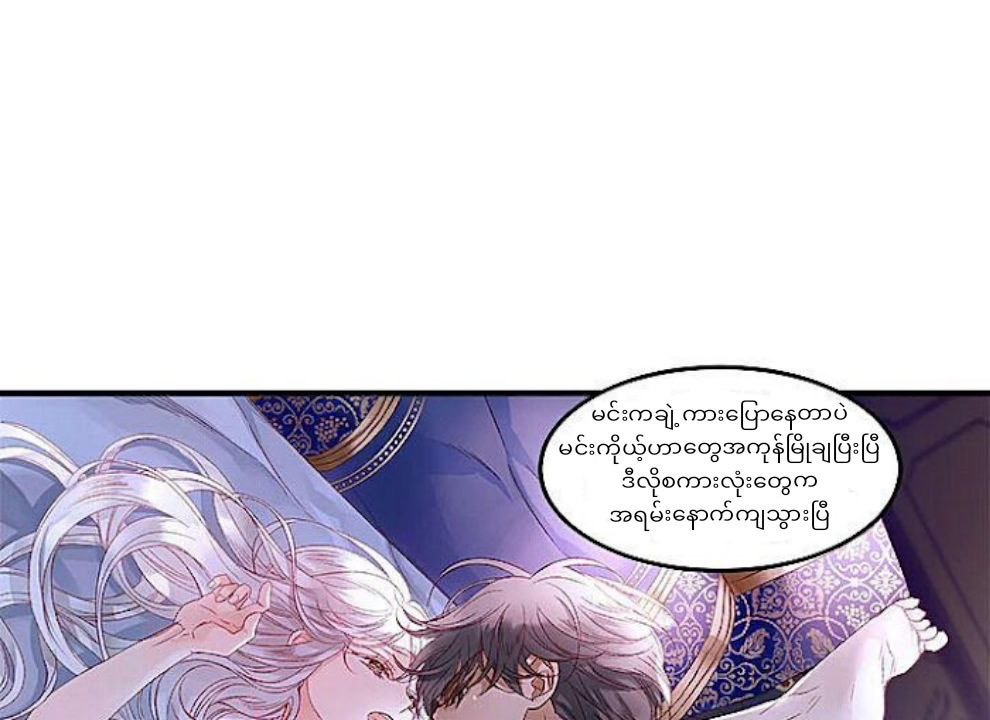 မင်းကချဲ့ကားပြောနေတာပဲ
မင်းကိုယ့်ဟာတွေအကုန်မြိုချပြီးပြီ
ဒီလိုစကားလုံးတွေက
အရမ်းနောက်ကျသွားပြီ